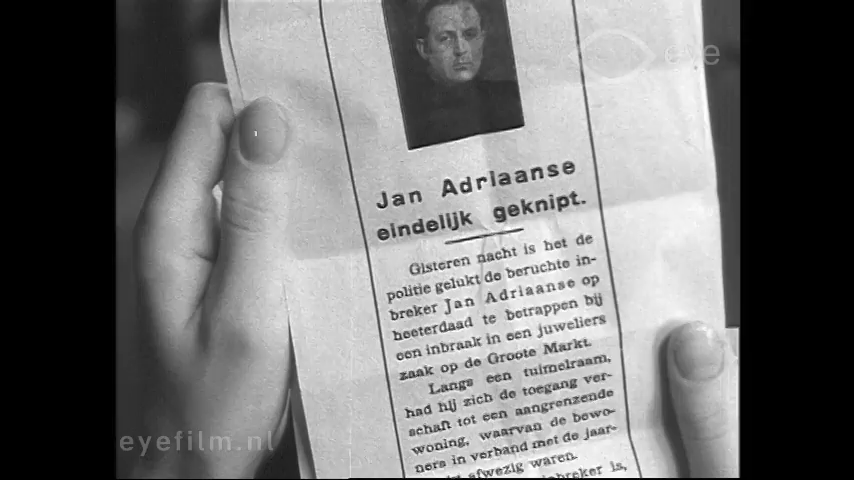 eye
Jan Adriaanse
eindelijk geknipt.
Gisteren nacht is het de
politie gelukt de beruchte in-
breker Jan Adriaanse op
heeterdaad te betrappen bij
een inbraak in een juweliers
zaak op de Groote Markt.
Langs een tuimelraam,
had hij zich de toegang ver-
schaft tot een aangrenzende
woning, waarvan de bewo-
ners in verband met de jaar-
afwezig waren.
breker is,
eyefilm.nl